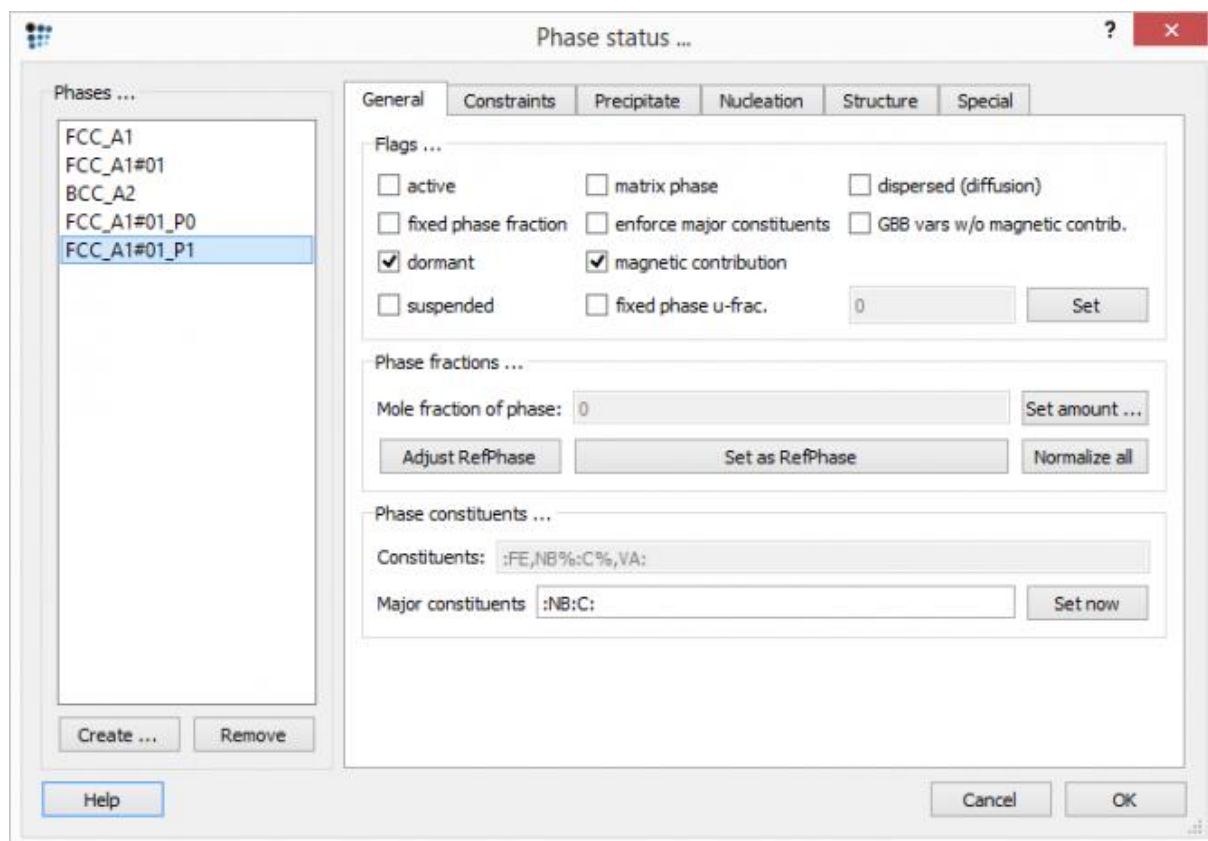 Phase status ...
?
Phases ...
FCC_A1
FCC_A1#01
BCC_A2
FCC_A1#01_P0
FCC_A1#01_P1
Create ...
Remove
General
Constraints
Precipitate
Nucleation
Structure
Special
Flags ...
active
matrix phase
dispersed (diffusion)
fixed phase fraction
enforce major constituents
GBB vars w/o magnetic contrib.
dormant
magnetic contribution
suspended
fixed phase u-frac.
0
Set
Phase fractions ...
Mole fraction of phase:
0
Set amount ...
Adjust RefPhase
Set as RefPhase
Normalize all
Phase constituents ...
Constituents:
:FE,NB%:C%,VA:
Major constituents
:NB:C:
Set now
Help
Cancel
OK